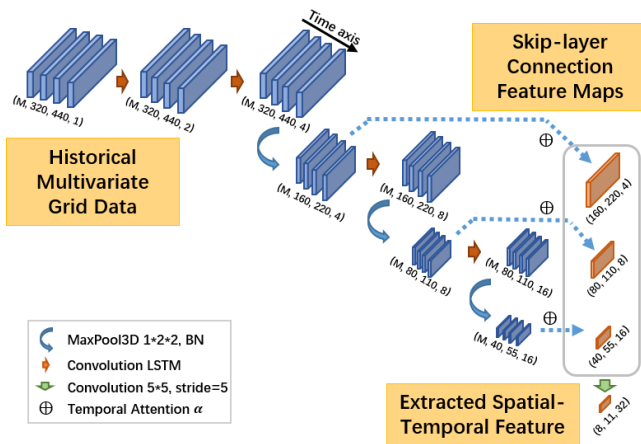 Time axis
(M, 320, 440, 1)
(M, 320, 440, 2)
(M, 320, 440, 4)
Skip-layer
Connection
Feature Maps
Historical
Multivariate
Grid Data
(M, 160, 220, 4)
(M, 160, 220, 8)
(160, 220, 4)
(M, 80, 110, 8)
(M, 80, 110, 16)
(80, 110, 8)
(M, 40, 55, 16)
(40, 55, 16)
MaxPool3D 1*2*2, BN
Convolution LSTM
Convolution 5*5, stride=5
Temporal Attention α
Extracted Spatial-
Temporal Feature
(8, 11, 32)